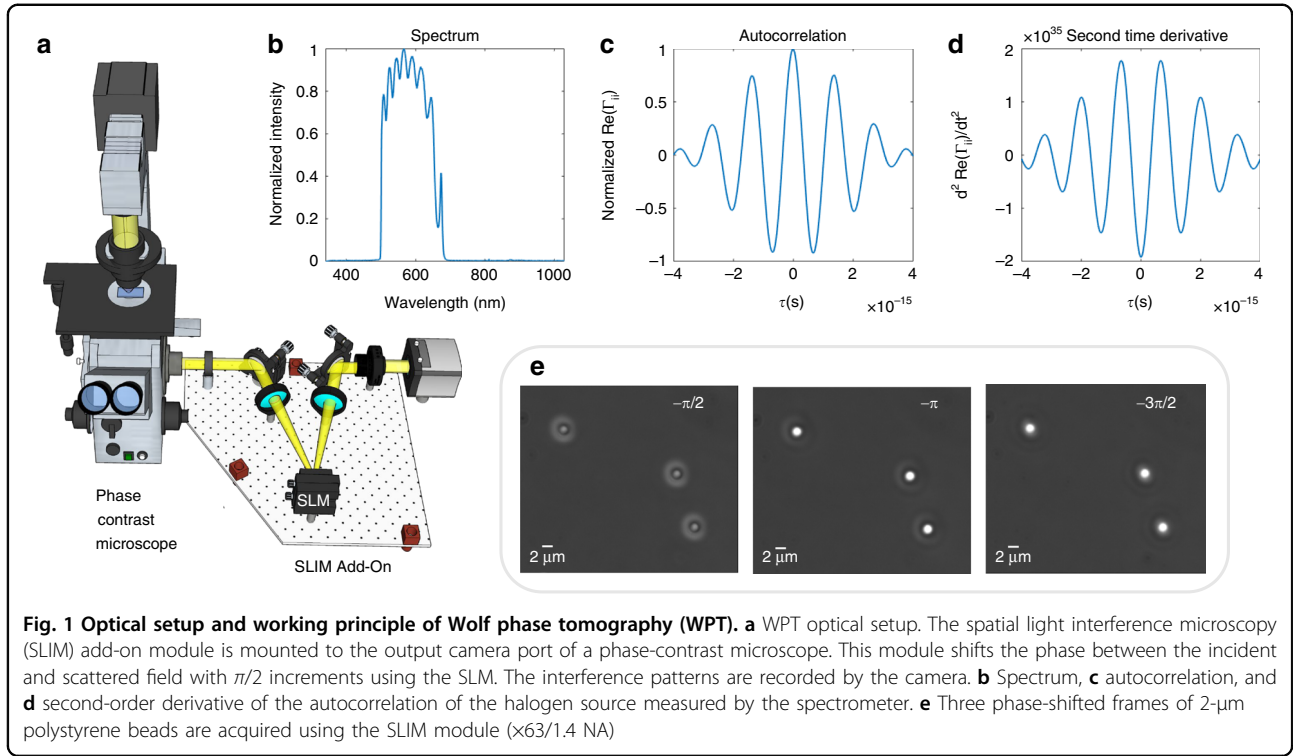 a
Phase
contrast
microscope
SLM
SLIM Add-On
b
Spectrum
Normalized intensity
1
0.8
0.6
0.4
0.2
0
400
600
800
1000
Wavelength (nm)
c
Autocorrelation
Normalized Re(Γii)
1
0.5
0
−0.5
−1
−4
−2
0
2
4
τ(s)
×10−15
d
×1035 Second time derivative
d2 Re(Γii)/dt2
2
1
0
−1
−2
−4
−2
0
2
4
τ(s)
×10−15
e
−π/2
2 μm
−π
2 μm
−3π/2
2 μm
Fig. 1 Optical setup and working principle of Wolf phase tomography (WPT). a WPT optical setup. The spatial light interference microscopy
(SLIM) add-on module is mounted to the output camera port of a phase-contrast microscope. This module shifts the phase between the incident
and scattered field with π/2 increments using the SLM. The interference patterns are recorded by the camera. b Spectrum, c autocorrelation, and
d second-order derivative of the autocorrelation of the halogen source measured by the spectrometer. e Three phase-shifted frames of 2-μm
polystyrene beads are acquired using the SLIM module (×63/1.4 NA)